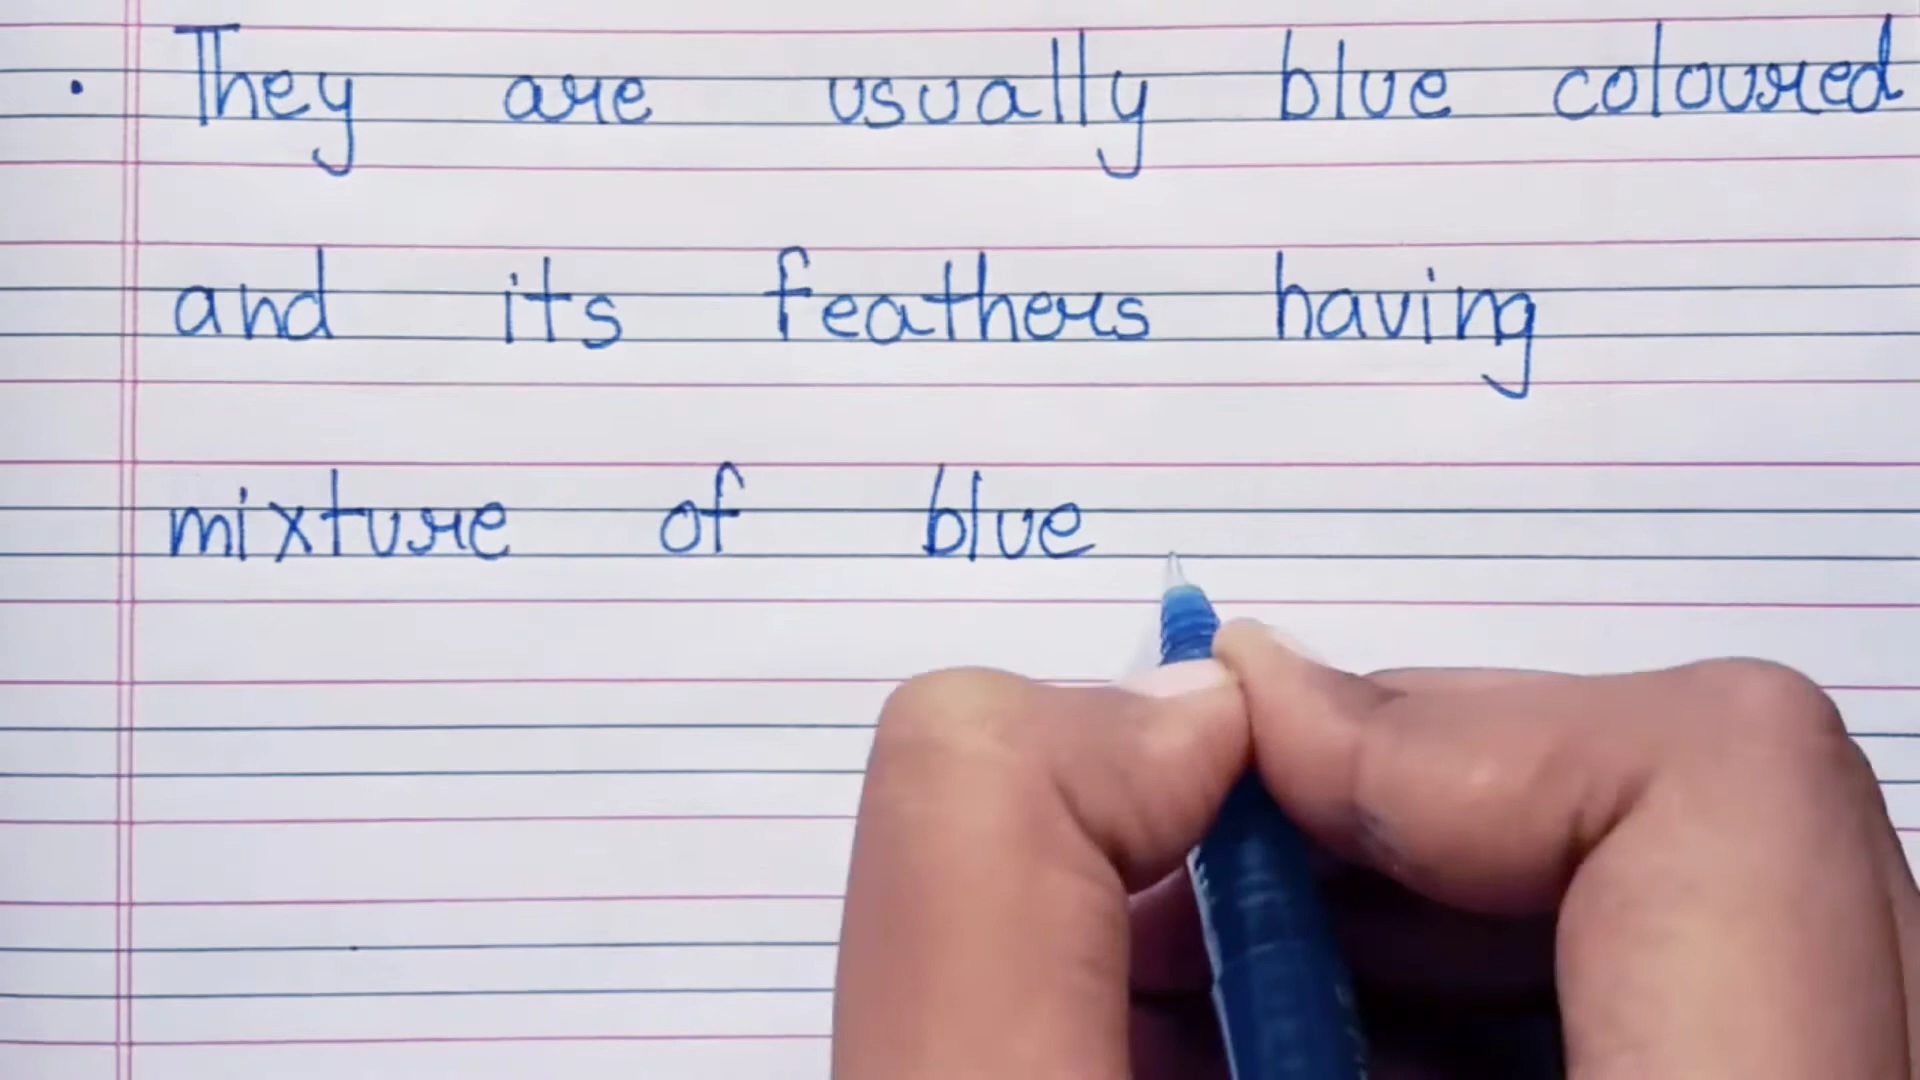 . They are usually blue coloured
and its feathers having
mixture of blue